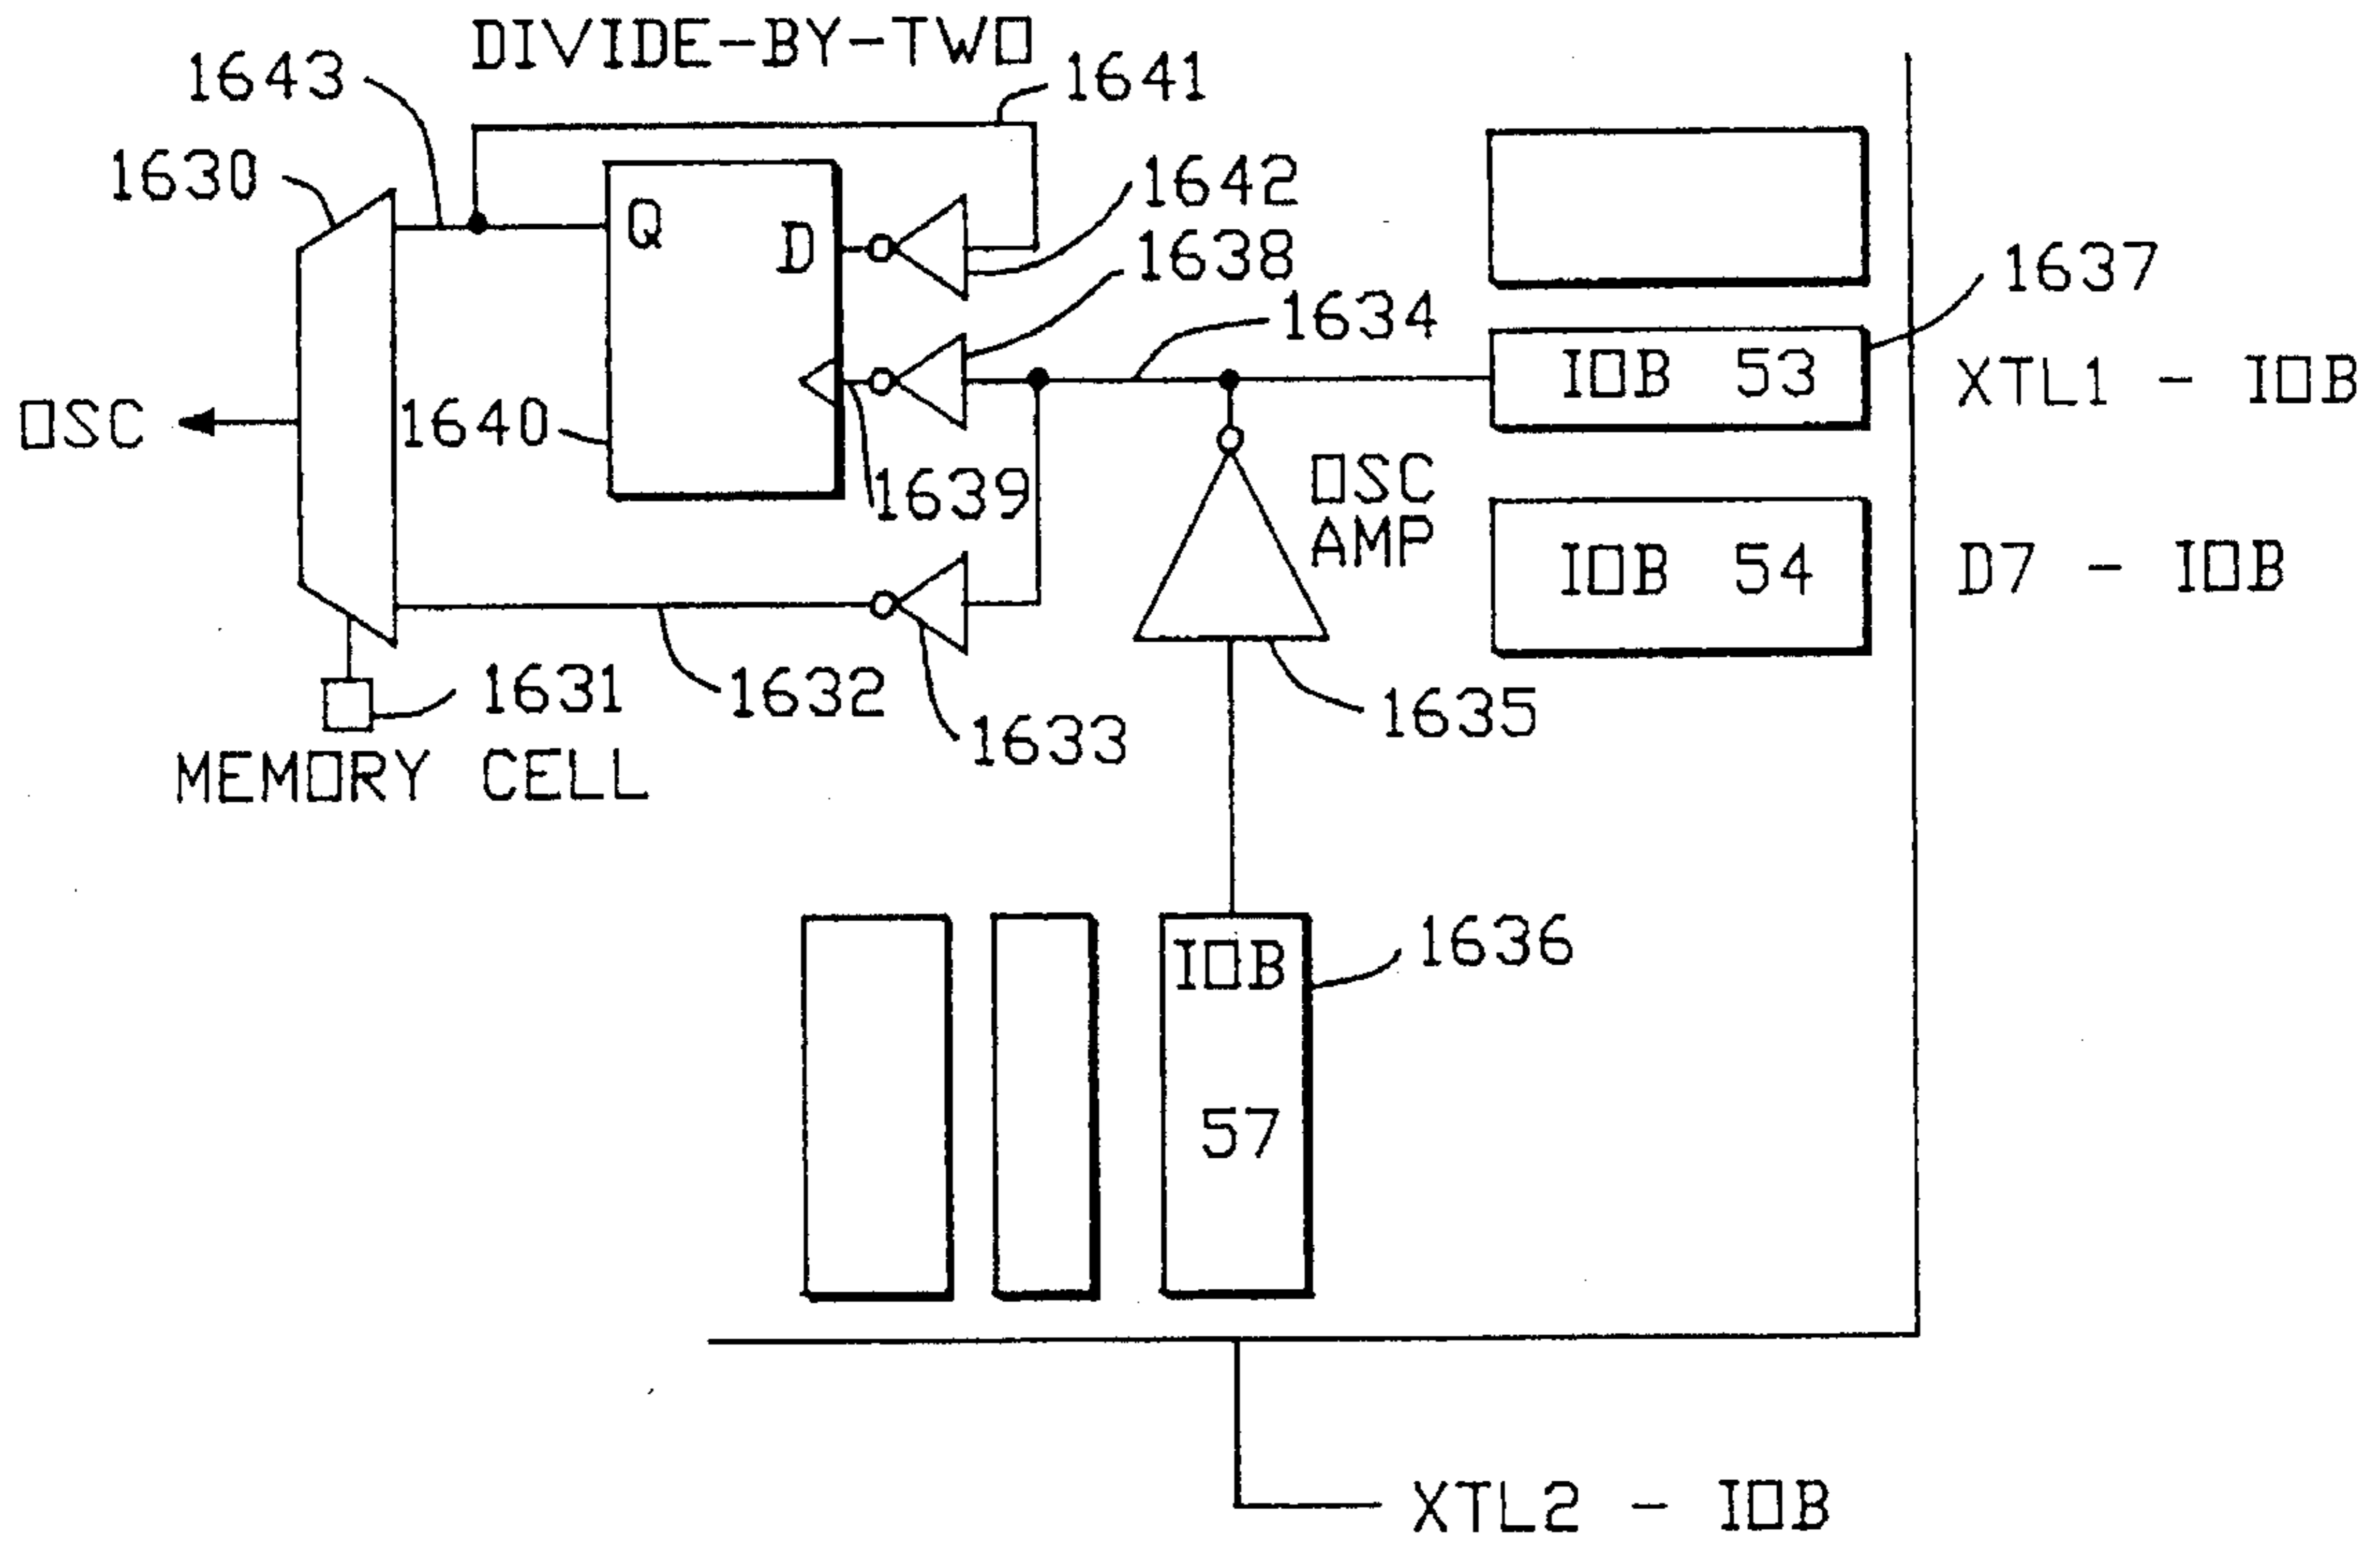 DIVIDE-BY-TWO
1643
1641
1630
1642
Q
D
1638
1637
1634
IOB 53
XTL1 - IOB
OSC
1640
1639
OSC
AMP
IOB 54
D7 - IOB
1631
1632
1633
1635
MEMORY CELL
IOB
57
1636
XTL2 - IOB